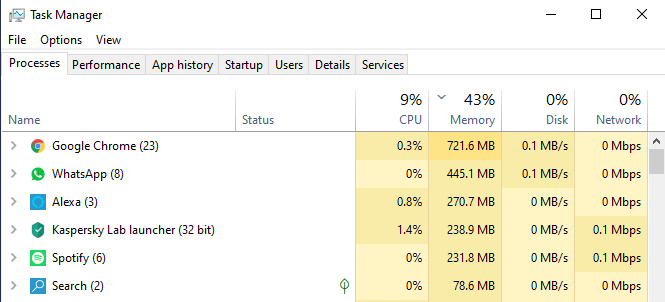 Task Manager
File Options View
Processes Performance App history Startup Users Details Services
9% 43% 0% 0%
Name Status CPU Memory Disk Network
Google Chrome (23) 0.3% 721.6 MB 0.1 MB/s 0 Mbps
WhatsApp (8) 0% 445.1 MB 0.1 MB/s 0 Mbps
Alexa (3) 0.8% 270.7 MB 0 MB/s 0 Mbps
Kaspersky Lab launcher (32 bit) 1.4% 238.9 MB 0 MB/s 0.1 Mbps
Spotify (6) 0% 231.8 MB 0 MB/s 0.1 Mbps
Search (2) 0% 78.6 MB 0 MB/s 0 Mbps